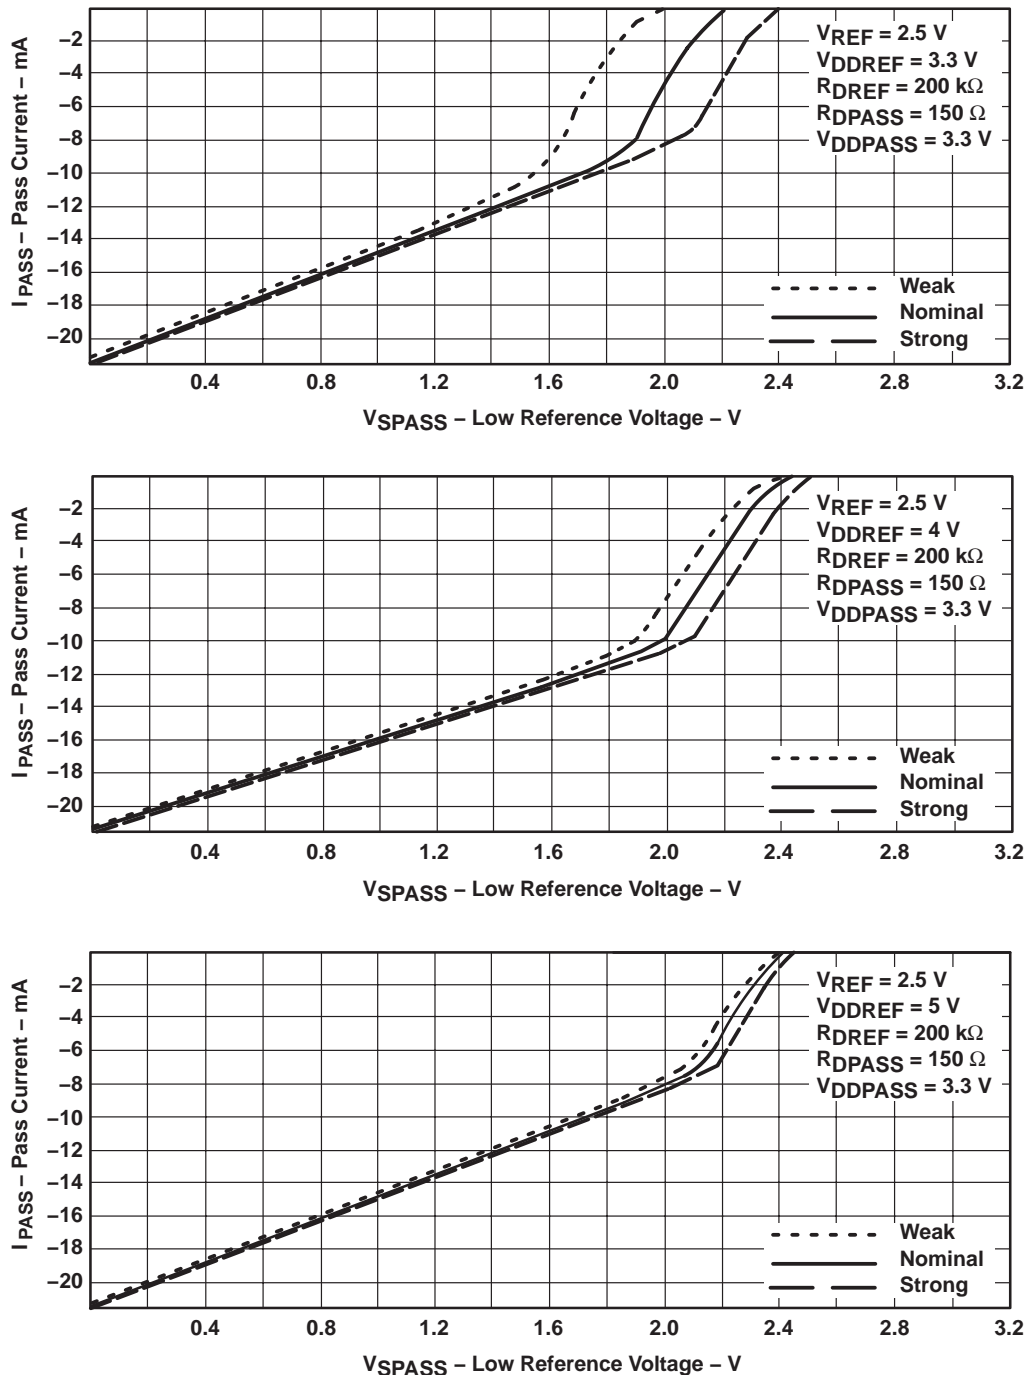 I PASS – Pass Current – mA
–2
–4
–6
–8
–10
–12
–14
–16
–18
–20
VREF = 2.5 V
VDDREF = 3.3 V
RDREF = 200 kΩ
RDPASS = 150 Ω
VDDPASS = 3.3 V
Weak
Nominal
Strong
0.4 0.8 1.2 1.6 2.0 2.4 2.8 3.2
VSPASS – Low Reference Voltage – V
I PASS – Pass Current – mA
–2
–4
–6
–8
–10
–12
–14
–16
–18
–20
VREF = 2.5 V
VDDREF = 4 V
RDREF = 200 kΩ
RDPASS = 150 Ω
VDDPASS = 3.3 V
Weak
Nominal
Strong
0.4 0.8 1.2 1.6 2.0 2.4 2.8 3.2
VSPASS – Low Reference Voltage – V
I PASS – Pass Current – mA
–2
–4
–6
–8
–10
–12
–14
–16
–18
–20
VREF = 2.5 V
VDDREF = 5 V
RDREF = 200 kΩ
RDPASS = 150 Ω
VDDPASS = 3.3 V
Weak
Nominal
Strong
0.4 0.8 1.2 1.6 2.0 2.4 2.8 3.2
VSPASS – Low Reference Voltage – V